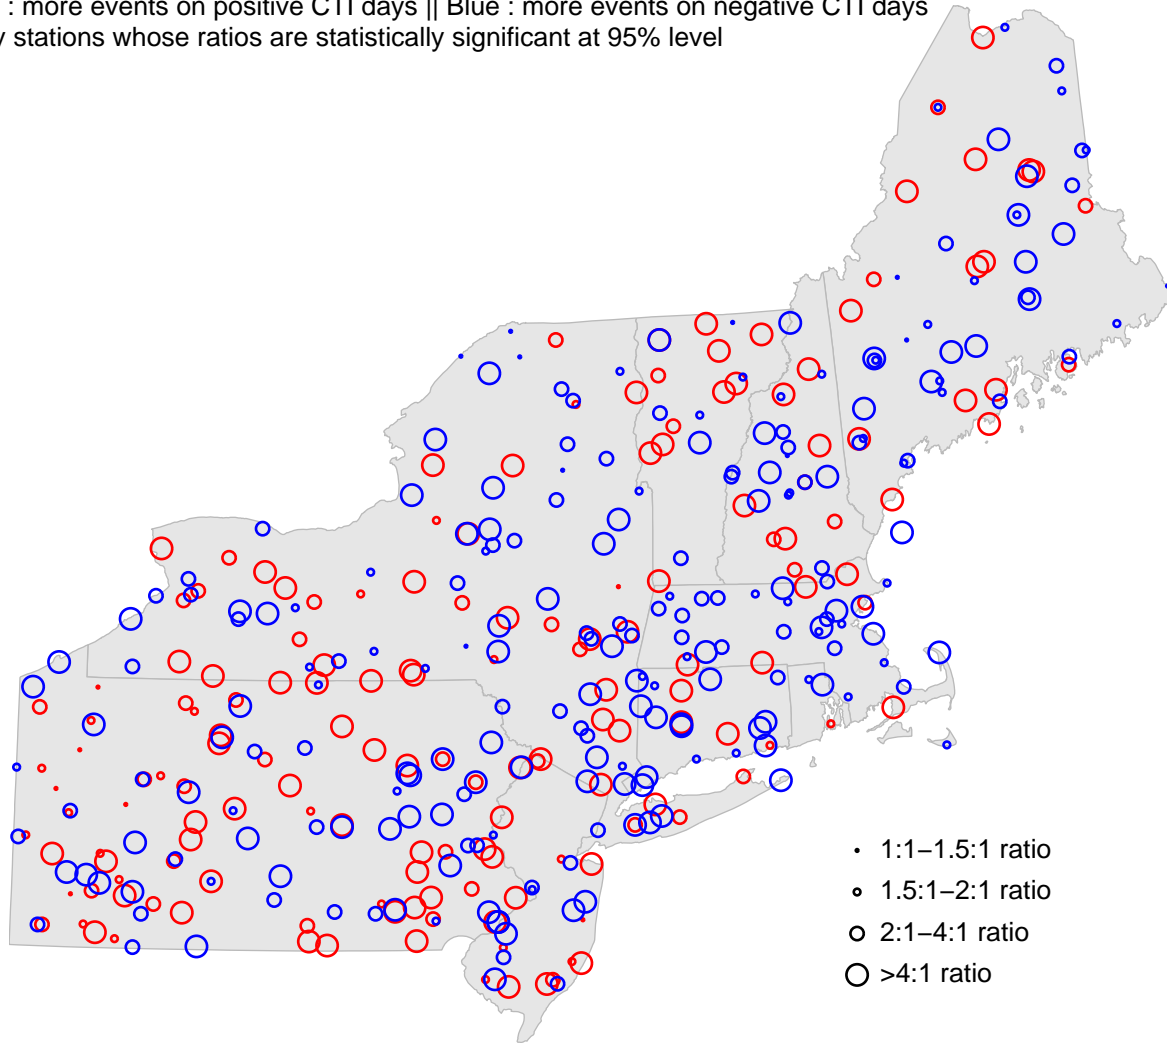 : more events on positive CTI days || Blue : more events on negative CTI days
stations whose ratios are statistically significant at 95% level
1:1–1.5:1 ratio
1.5:1–2:1 ratio
2:1–4:1 ratio
>4:1 ratio